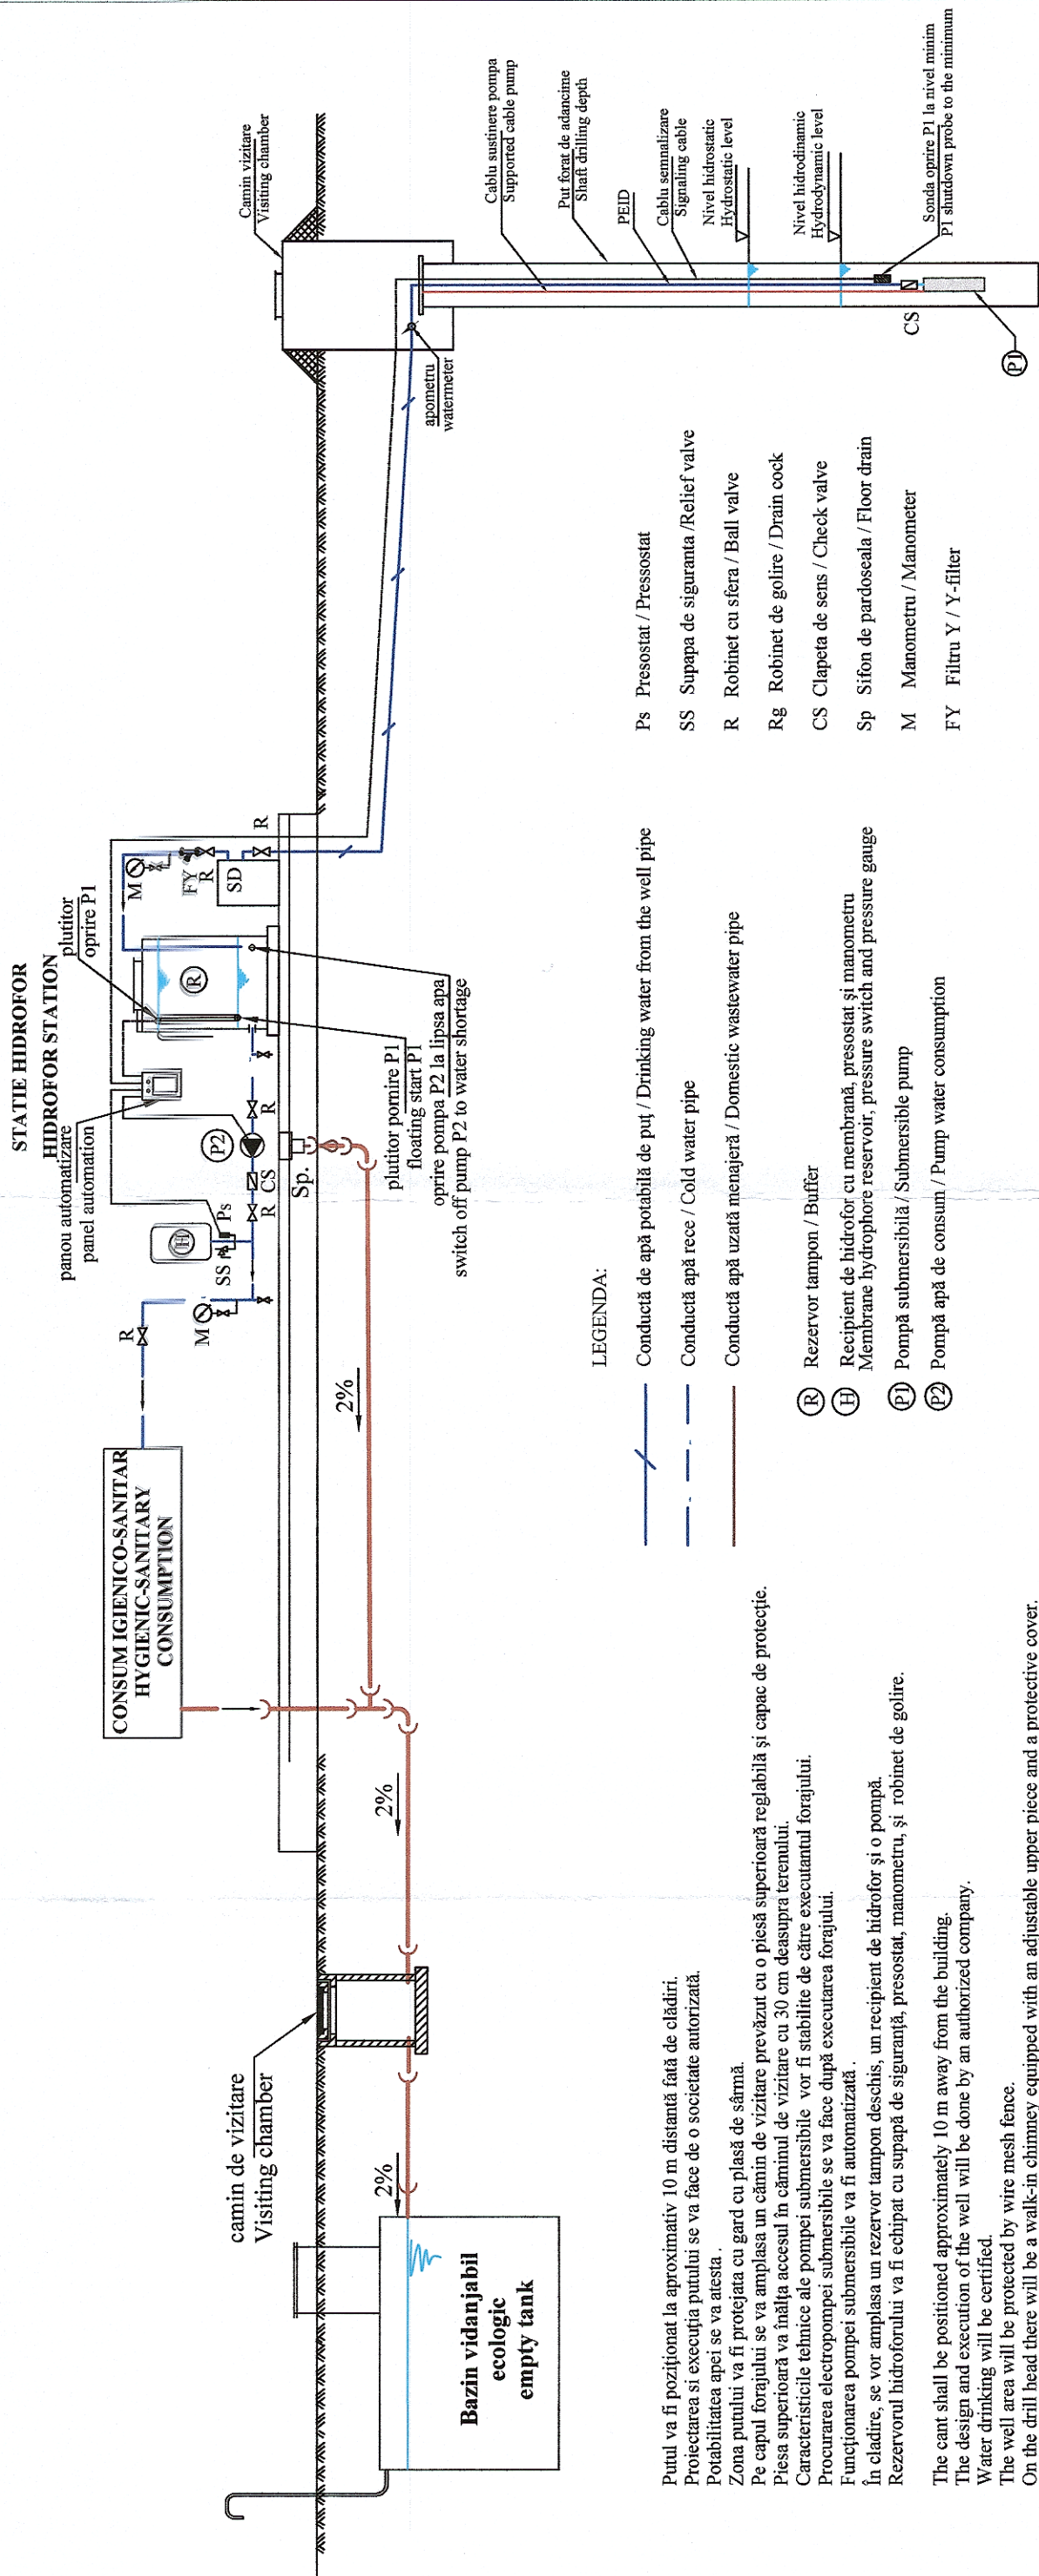 STATIE HIDROFOR
HIDROFOR STATION
panou automatizare
panel automation
plutitor
oprire P1
CONSUM IGIENICO-SANITAR
HYGIENIC-SANITARY
CONSUMPTION
R
M
SS
Ps
H
R
CS
P2
R
R
M
FY
R
SD
R
Sp.
plutitor pornire P1
floating start P1
oprire pompa P2 la lipsa apa
switch off pump P2 to water shortage
Camin vizitare
Visiting chamber
apometru
watermeter
Cablu sustinere pompa
Supported cable pump
Put forat de adancime
Shaft drilling depth
PEID
Cablu semnalizare
Signaling cable
Nivel hidrostatic
Hydrostatic level
Nivel hidrodinamic
Hydrodynamic level
Sonda oprire P1 la nivel minim
P1 shutdown probe to the minimum
CS
P1
camin de vizitare
Visiting chamber
2%
2%
2%
Bazin vidanjabil
ecologic
empty tank
LEGENDA:
Conductă de apă potabilă de puţ / Drinking water from the well pipe
Conductă apă rece / Cold water pipe
Conductă apă uzată menajeră / Domestic wastewater pipe
R Rezervor tampon / Buffer
H Recipient de hidrofor cu membrană, presostat şi manometru
Membrane hydrophore reservoir, pressure switch and pressure gauge
P1 Pompă submersibilă / Submersible pump
P2 Pompă apă de consum / Pump water consumption
Ps Presostat / Pressostat
SS Supapa de siguranta /Relief valve
R Robinet cu sfera / Ball valve
Rg Robinet de golire / Drain cock
CS Clapeta de sens / Check valve
Sp Sifon de pardoseala / Floor drain
M Manometru / Manometer
FY Filtru Y / Y-filter
Putul va fi poziţionat la aproximativ 10 m distantă fată de clădiri.
Proiectarea si execuţia putului se va face de o societate autorizată.
Potabilitatea apei se va atesta .
Zona putului va fi protejata cu gard cu plasă de sârmă.
Pe capul forajului se va amplasa un cămin de vizitare prevăzut cu o piesă superioară reglabilă şi capac de protecţie.
Piesa superioară va înălţa accesul în căminul de vizitare cu 30 cm deasupra terenului.
Caracteristicile tehnice ale pompei submersibile vor fi stabilite de către executantul forajului.
Procurarea electropompei submersibile se va face după executarea forajului.
Funcţionarea pompei submersibile va fi automatizată .
În cladire, se vor amplasa un rezervor tampon deschis, un recipient de hidrofor şi o pompă.
Rezervorul hidroforului va fi echipat cu supapă de siguranţă, presostat, manometru, şi robinet de golire.
The cant shall be positioned approximately 10 m away from the building.
The design and execution of the well will be done by an authorized company.
Water drinking will be certified.
The well area will be protected by wire mesh fence.
On the drill head there will be a walk-in chimney equipped with an adjustable upper piece and a protective cover.